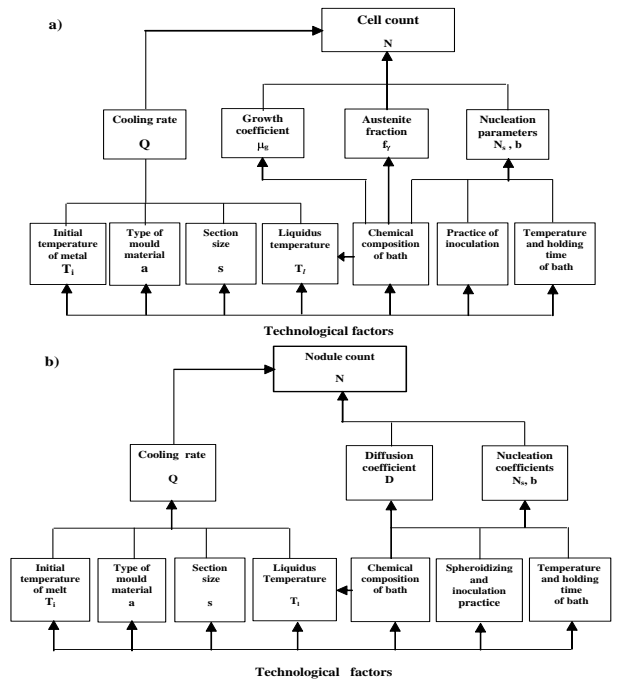 a)
Cell count
N
Cooling rate
Q
Growth
coefficient
μg
Austenite
fraction
fγ
Nucleation
parameters
Ns , b
Initial
temperature
of metal
Ti
Type of
mould
material
a
Section
size
s
Liquidus
temperature
Tl
Chemical
composition
of bath
Practice of
inoculation
Temperature
and holding
time
of bath
Technological factors
b)
Nodule count
N
Cooling rate
Q
Diffusion
coefficient
D
Nucleation
coefficients
Ns, b
Initial
temperature
of melt
Ti
Type of
mould
material
a
Section
size
s
Liquidus
Temperature
Tl
Chemical
composition
of bath
Spheroidizing
and
inoculation
practice
Temperature
and holding
time
of bath
Technological factors